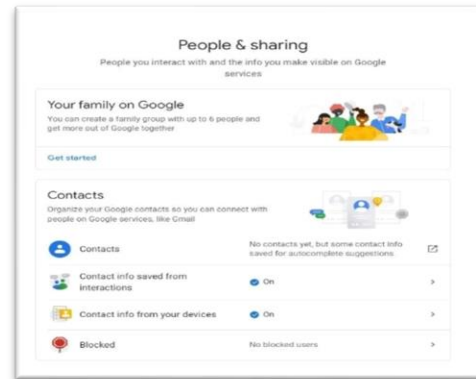 People & sharing
People you interact with and the info you make visible on Google
services
Your family on Google
You can create a family group with up to 6 people and
get more out of Google together
Get started
Contacts
Organize your Google contacts so you can connect with
people on Google services, like Gmail
Contacts
No contacts yet, but some contact info
saved for autocomplete suggestions
Contact info saved from
interactions
On
Contact info from your devices
On
Blocked
No blocked users